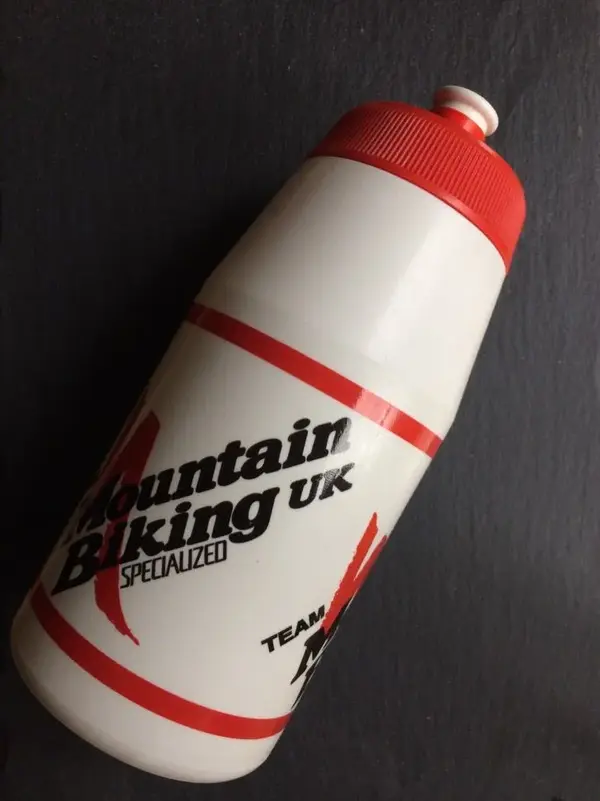 Mountain
Biking UK
SPECIALIZED
TEAM